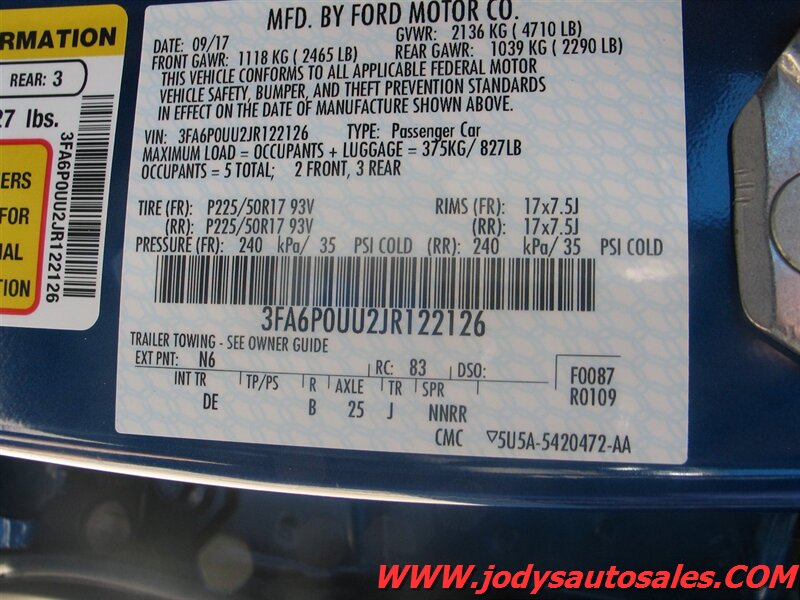 RMATION
REAR: 3
27 lbs.
3FA6P0UU2JR122126
ERS
FOR
AL
TION
MFD. BY FORD MOTOR CO.
DATE: 09/17 GVWR: 2136 KG ( 4710 LB)
FRONT GAWR: 1118 KG ( 2465 LB) REAR GAWR: 1039 KG ( 2290 LB)
THIS VEHICLE CONFORMS TO ALL APPLICABLE FEDERAL MOTOR
VEHICLE SAFETY, BUMPER, AND THEFT PREVENTION STANDARDS
IN EFFECT ON THE DATE OF MANUFACTURE SHOWN ABOVE.
VIN: 3FA6P0UU2JR122126 TYPE: Passenger Car
MAXIMUM LOAD = OCCUPANTS + LUGGAGE = 375KG/ 827LB
OCCUPANTS = 5 TOTAL; 2 FRONT, 3 REAR
TIRE (FR): P225/50R17 93V RIMS (FR): 17x7.5J
(RR): P225/50R17 93V (RR): 17x7.5J
PRESSURE (FR): 240 kPa/ 35 PSI COLD (RR): 240 kPa/ 35 PSI COLD
3FA6P0UU2JR122126
TRAILER TOWING - SEE OWNER GUIDE
EXT PNT: N6 RC: 83 DSO:
INT TR TP/PS R AXLE TR SPR
DE B 25 J NNRR
F0087
R0109
CMC ▽5U5A-5420472-AA
www.jodysautosales.com